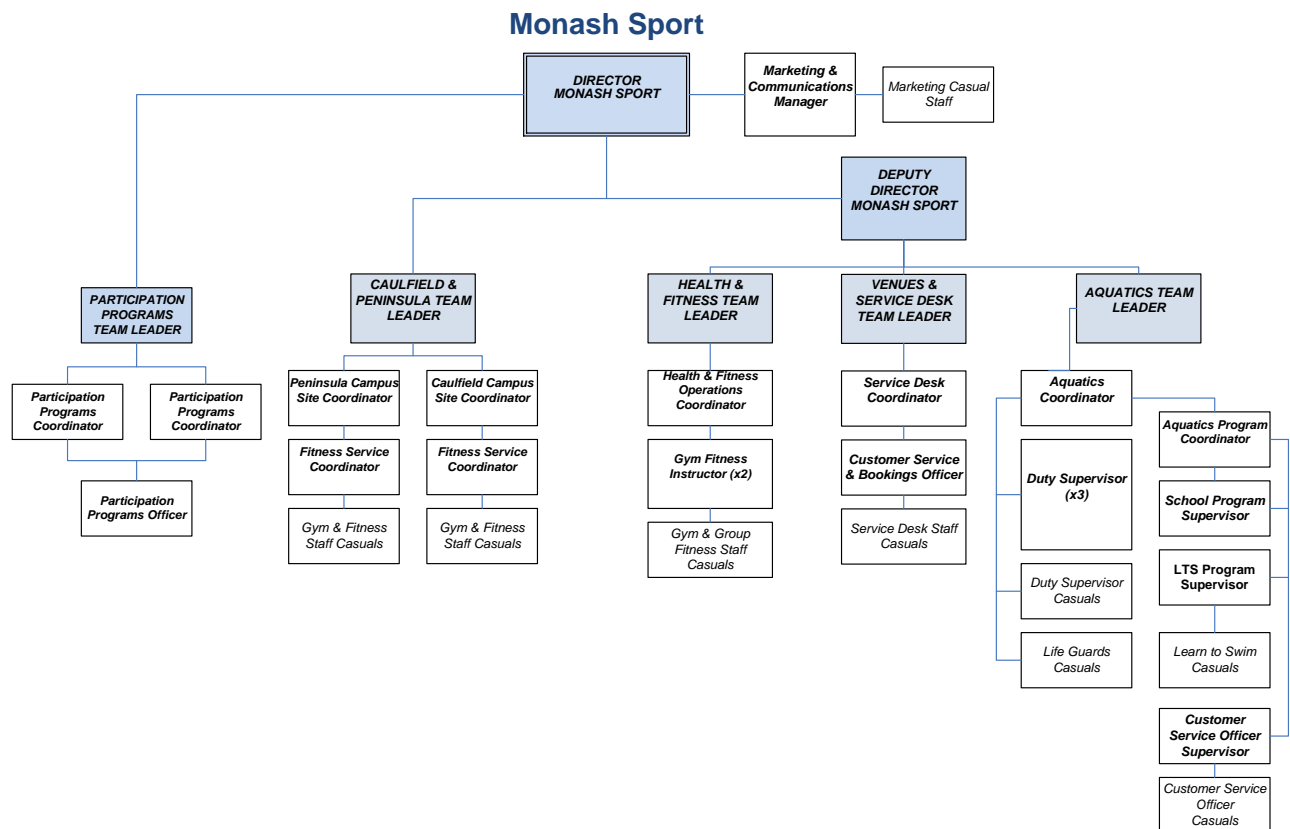 Monash Sport
DIRECTOR
MONASH SPORT
Marketing &
Communications
Manager
Marketing Casual
Staff
DEPUTY
DIRECTOR
MONASH SPORT
PARTICIPATION
PROGRAMS
TEAM LEADER
CAULFIELD &
PENINSULA TEAM
LEADER
HEALTH &
FITNESS TEAM
LEADER
VENUES &
SERVICE DESK
TEAM LEADER
AQUATICS TEAM
LEADER
Participation
Programs
Coordinator
Participation
Programs
Coordinator
Participation
Programs Officer
Peninsula Campus
Site Coordinator
Fitness Service
Coordinator
Gym & Fitness
Staff Casuals
Caulfield Campus
Site Coordinator
Fitness Service
Coordinator
Gym & Fitness
Staff Casuals
Health & Fitness
Operations
Coordinator
Gym Fitness
Instructor (x2)
Gym & Group
Fitness Staff
Casuals
Service Desk
Coordinator
Customer Service
& Bookings Officer
Service Desk Staff
Casuals
Aquatics
Coordinator
Duty Supervisor
(x3)
Duty Supervisor
Casuals
Life Guards
Casuals
Aquatics Program
Coordinator
School Program
Supervisor
LTS Program
Supervisor
Learn to Swim
Casuals
Customer
Service Officer
Supervisor
Customer Service
Officer
Casuals